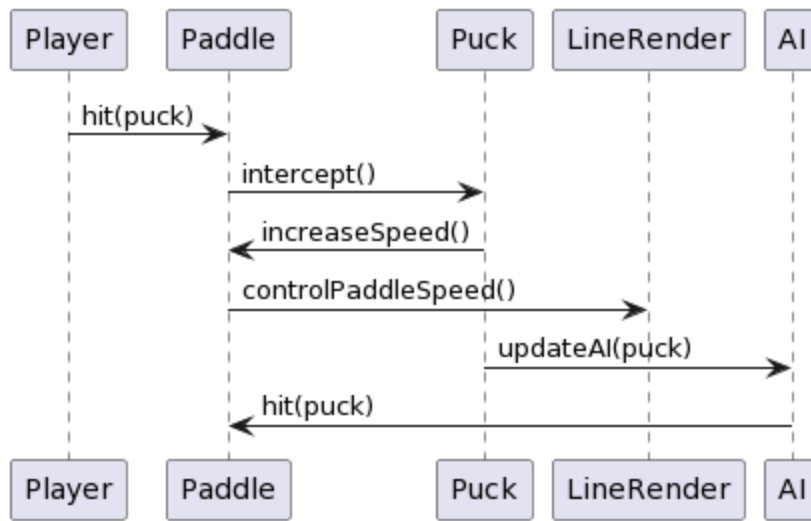 Player Paddle Puck LineRender AI
hit(puck)
intercept()
increaseSpeed()
controlPaddleSpeed()
updateAI(puck)
hit(puck)
Player Paddle Puck LineRender AI